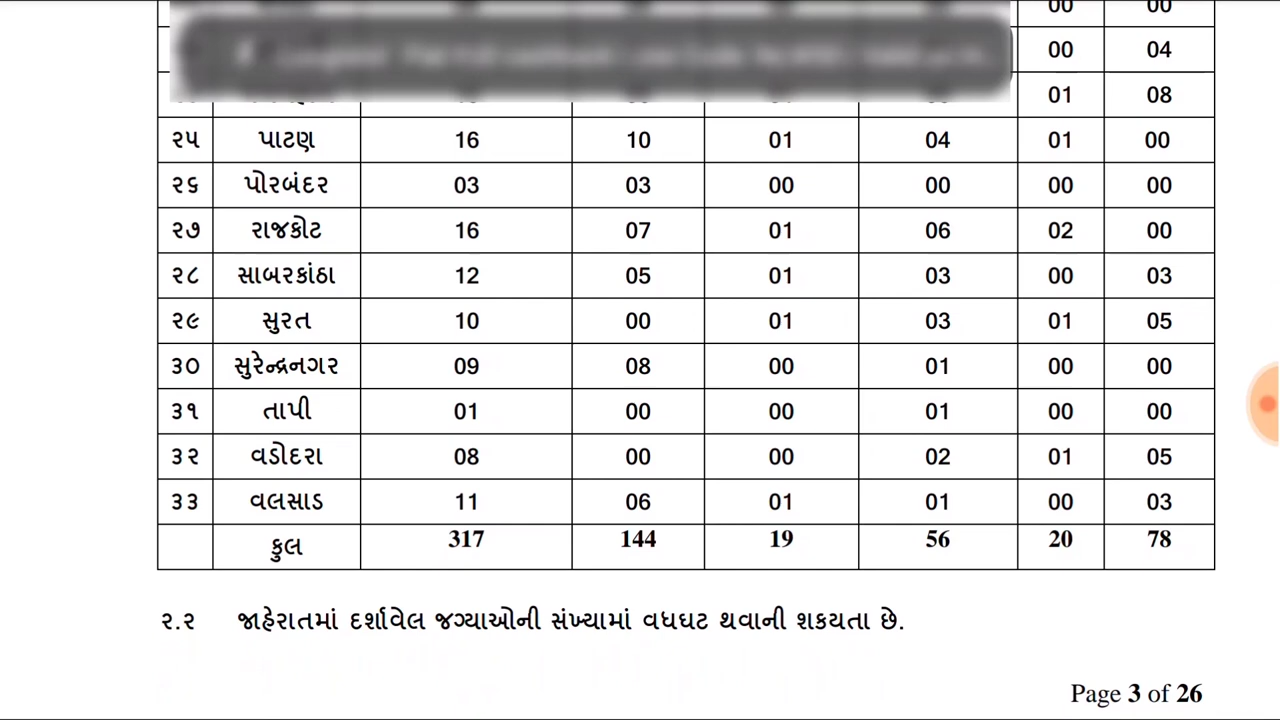 00 00
00 04
01 08
૨૫ પાટણ 16 10 01 04 01 00
૨૬ પોરબંદર 03 03 00 00 00 00
૨૭ રાજકોટ 16 07 01 06 02 00
૨૮ સાબરકાંઠા 12 05 01 03 00 03
૨૯ સુરત 10 00 01 03 01 05
૩૦ સુરેન્દ્રનગર 09 08 00 01 00 00
૩૧ તાપી 01 00 00 01 00 00
૩૨ વડોદરા 08 00 00 02 01 05
૩૩ વલસાડ 11 06 01 01 00 03
કુલ 317 144 19 56 20 78
૨.૨ જાહેરાતમાં દર્શાવેલ જગ્યાઓની સંખ્યામાં વધઘટ થવાની શકયતા છે.
Page 3 of 26